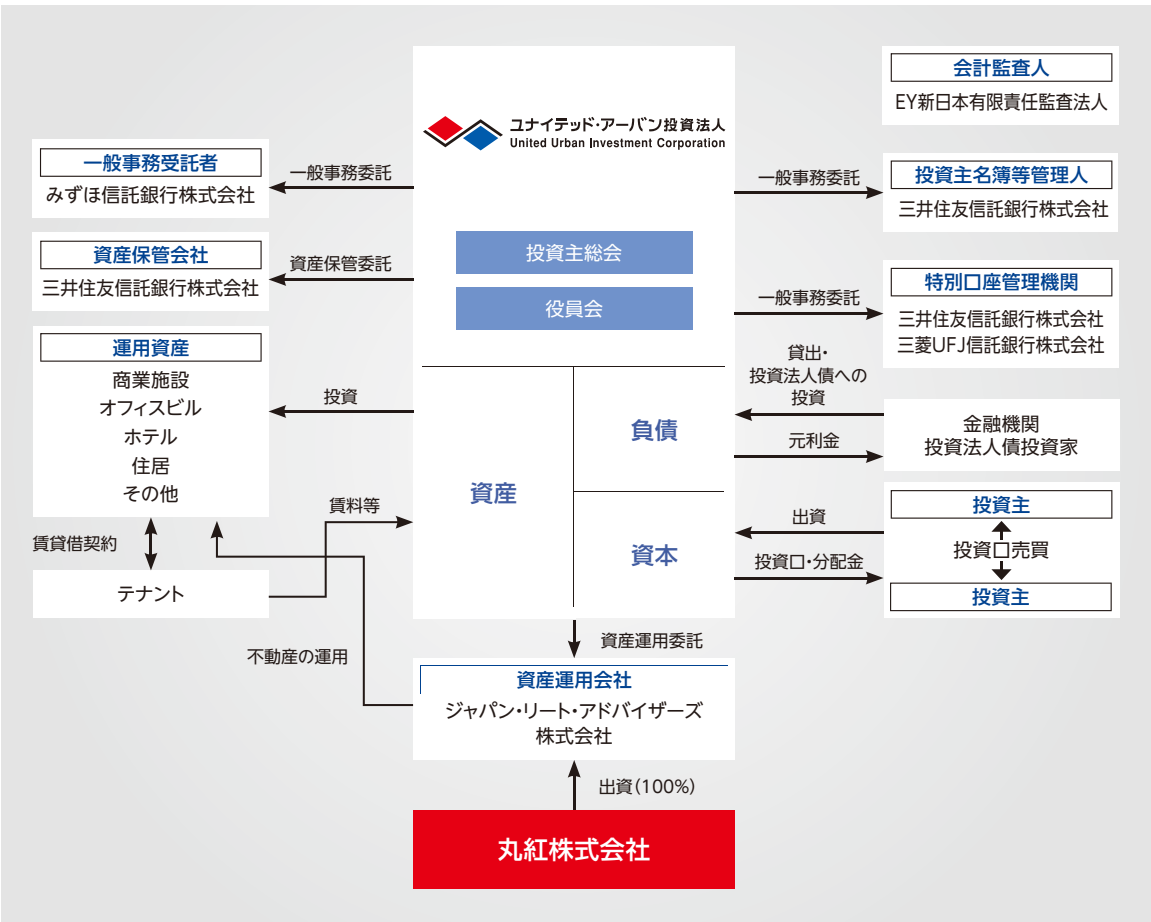 ユナイテッド・アーバン投資法人
United Urban Investment Corporation
投資主総会
役員会
資産
負債
資本
一般事務受託者
みずほ信託銀行株式会社
一般事務委託
資産保管会社
三井住友信託銀行株式会社
資産保管委託
運用資産
商業施設
オフィスビル
ホテル
住居
その他
投資
賃貸借契約
テナント
賃料等
不動産の運用
会計監査人
EY新日本有限責任監査法人
一般事務委託
投資主名簿等管理人
三井住友信託銀行株式会社
一般事務委託
特別口座管理機関
三井住友信託銀行株式会社
三菱UFJ信託銀行株式会社
貸出・
投資法人債への
投資
元利金
金融機関
投資法人債投資家
出資
投資口・分配金
投資主
投資口売買
投資主
資産運用委託
資産運用会社
ジャパン・リート・アドバイザーズ
株式会社
出資(100%)
丸紅株式会社